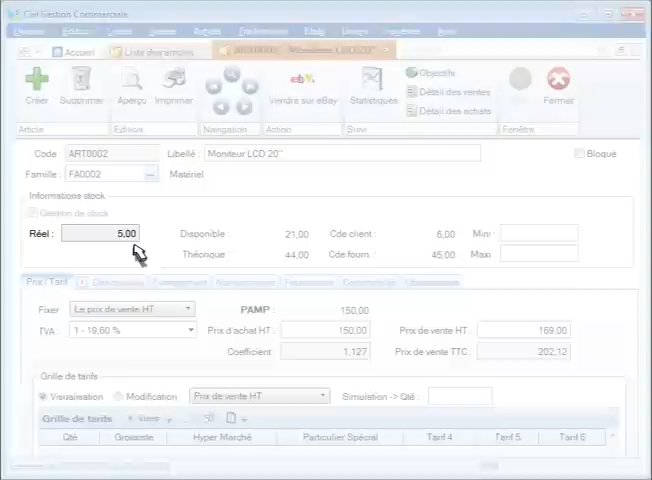 Ciel Gestion Commerciale
Accueil Liste des articles
Créer Supprimer Aperçu Imprimer Vendre sur eBay Statistiques Objectifs Détail des ventes Détail des achats Fermer
Article Edition Navigation Action Suivi Fenêtre
Code ART0002 Libellé : Moniteur LCD 20" Bloqué
Famille : FA0002 Matériel
Informations stock
Gestion de stock
Réel : 5,00 Disponible : 21,00 Cde client : 6,00 Mini :
Théorique : 44,00 Cde fourn. : 45,00 Maxi
Prix / Tarif
Fixer Le prix de vente HT PAMP : 150,00
TVA : 1 - 19,60 % Prix d'achat HT : 150,00 Prix de vente HT : 169,00
Coefficient 1,127 Prix de vente TTC : 202,12
Grille de tarifs
Visualisation Modification Prix de vente HT Simulation -> Qté :
Grille de tarifs
Qté Grossiste Hyper Marché Particulier Spécial Tarif 4 Tarif 5 Tarif 6